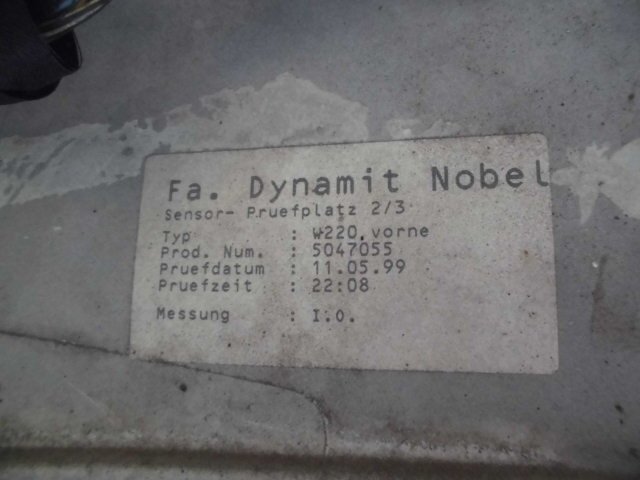 Fa. Dynamit Nobel
Sensor- Pruefplatz 2/3
Typ : W220,vorne
Prod. Num. : 5047055
Pruefdatum : 11.05.99
Pruefzeit : 22:08
Messung : I.O.